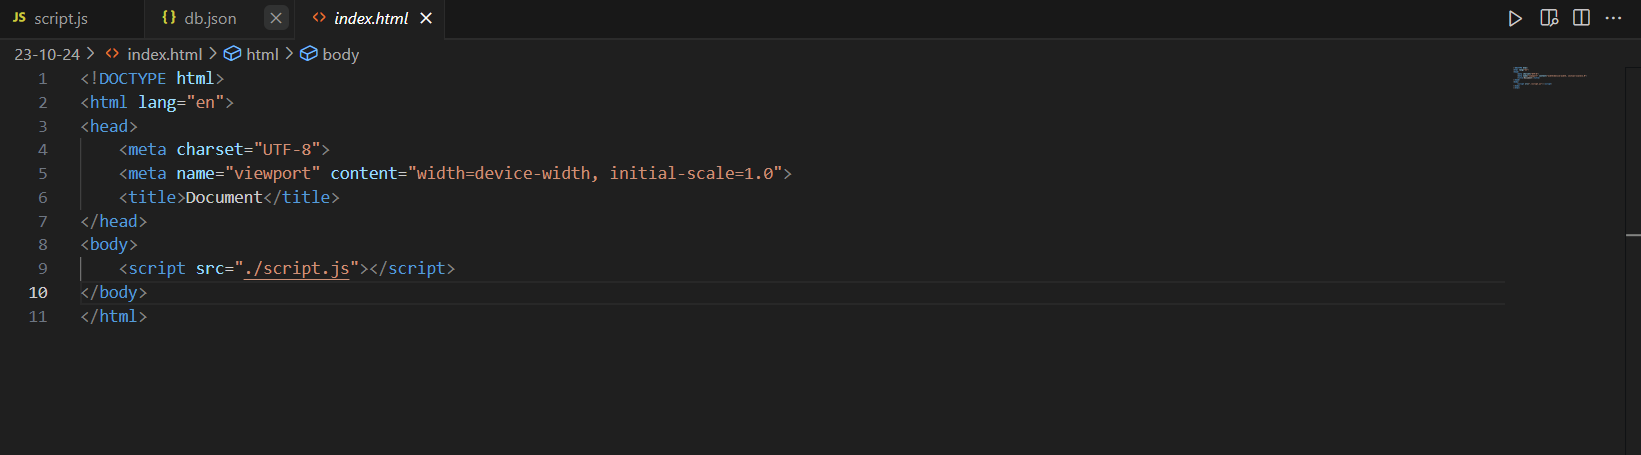 JS script.js {} db.json <> index.html
23-10-24 > <> index.html > html > body
1 <!DOCTYPE html>
2 <html lang="en">
3 <head>
4     <meta charset="UTF-8">
5     <meta name="viewport" content="width=device-width, initial-scale=1.0">
6     <title>Document</title>
7 </head>
8 <body>
9     <script src="./script.js"></script>
10 </body>
11 </html>